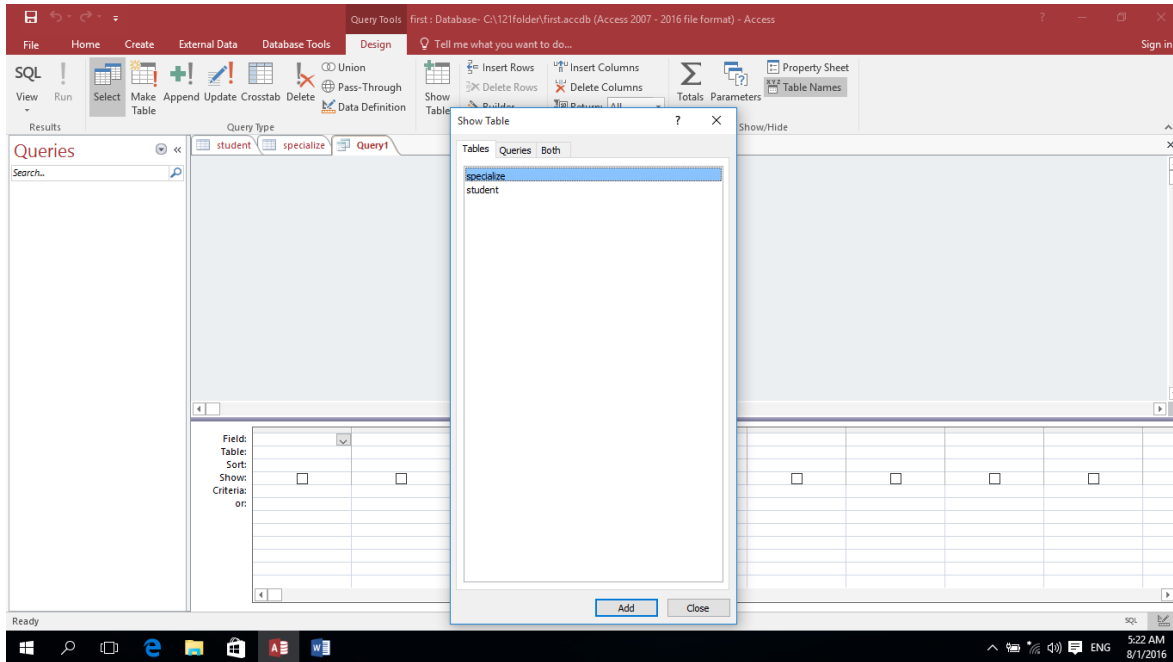 Query Tools first : Database- C:\121folder\first.accdb (Access 2007 - 2016 file format) - Access ?
File Home Create External Data Database Tools Design Tell me what you want to do... Sign in
SQL
View
Run
Select
Make Table
Append
Update
Crosstab
Delete
Union
Pass-Through
Data Definition
Show Table
Insert Rows
Delete Rows
Builder
Insert Columns
Delete Columns
Return: All
Totals
Parameters
Property Sheet
Table Names
Results
Query Type
Show/Hide
Queries
Search...
student specialize Query1
Show Table ?
Tables Queries Both
specialize
student
Add Close
Field:
Table:
Sort:
Show:
Criteria:
or:
Ready
SQL
ENG
5:22 AM
8/1/2016